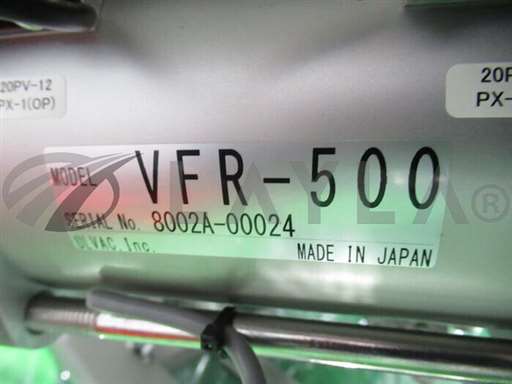 20PV-12
PX-1(OP)
20P
PX-
MODEL VFR-500
SERIAL No. 8002A-00024
ULVAC, Inc. MADE IN JAPAN